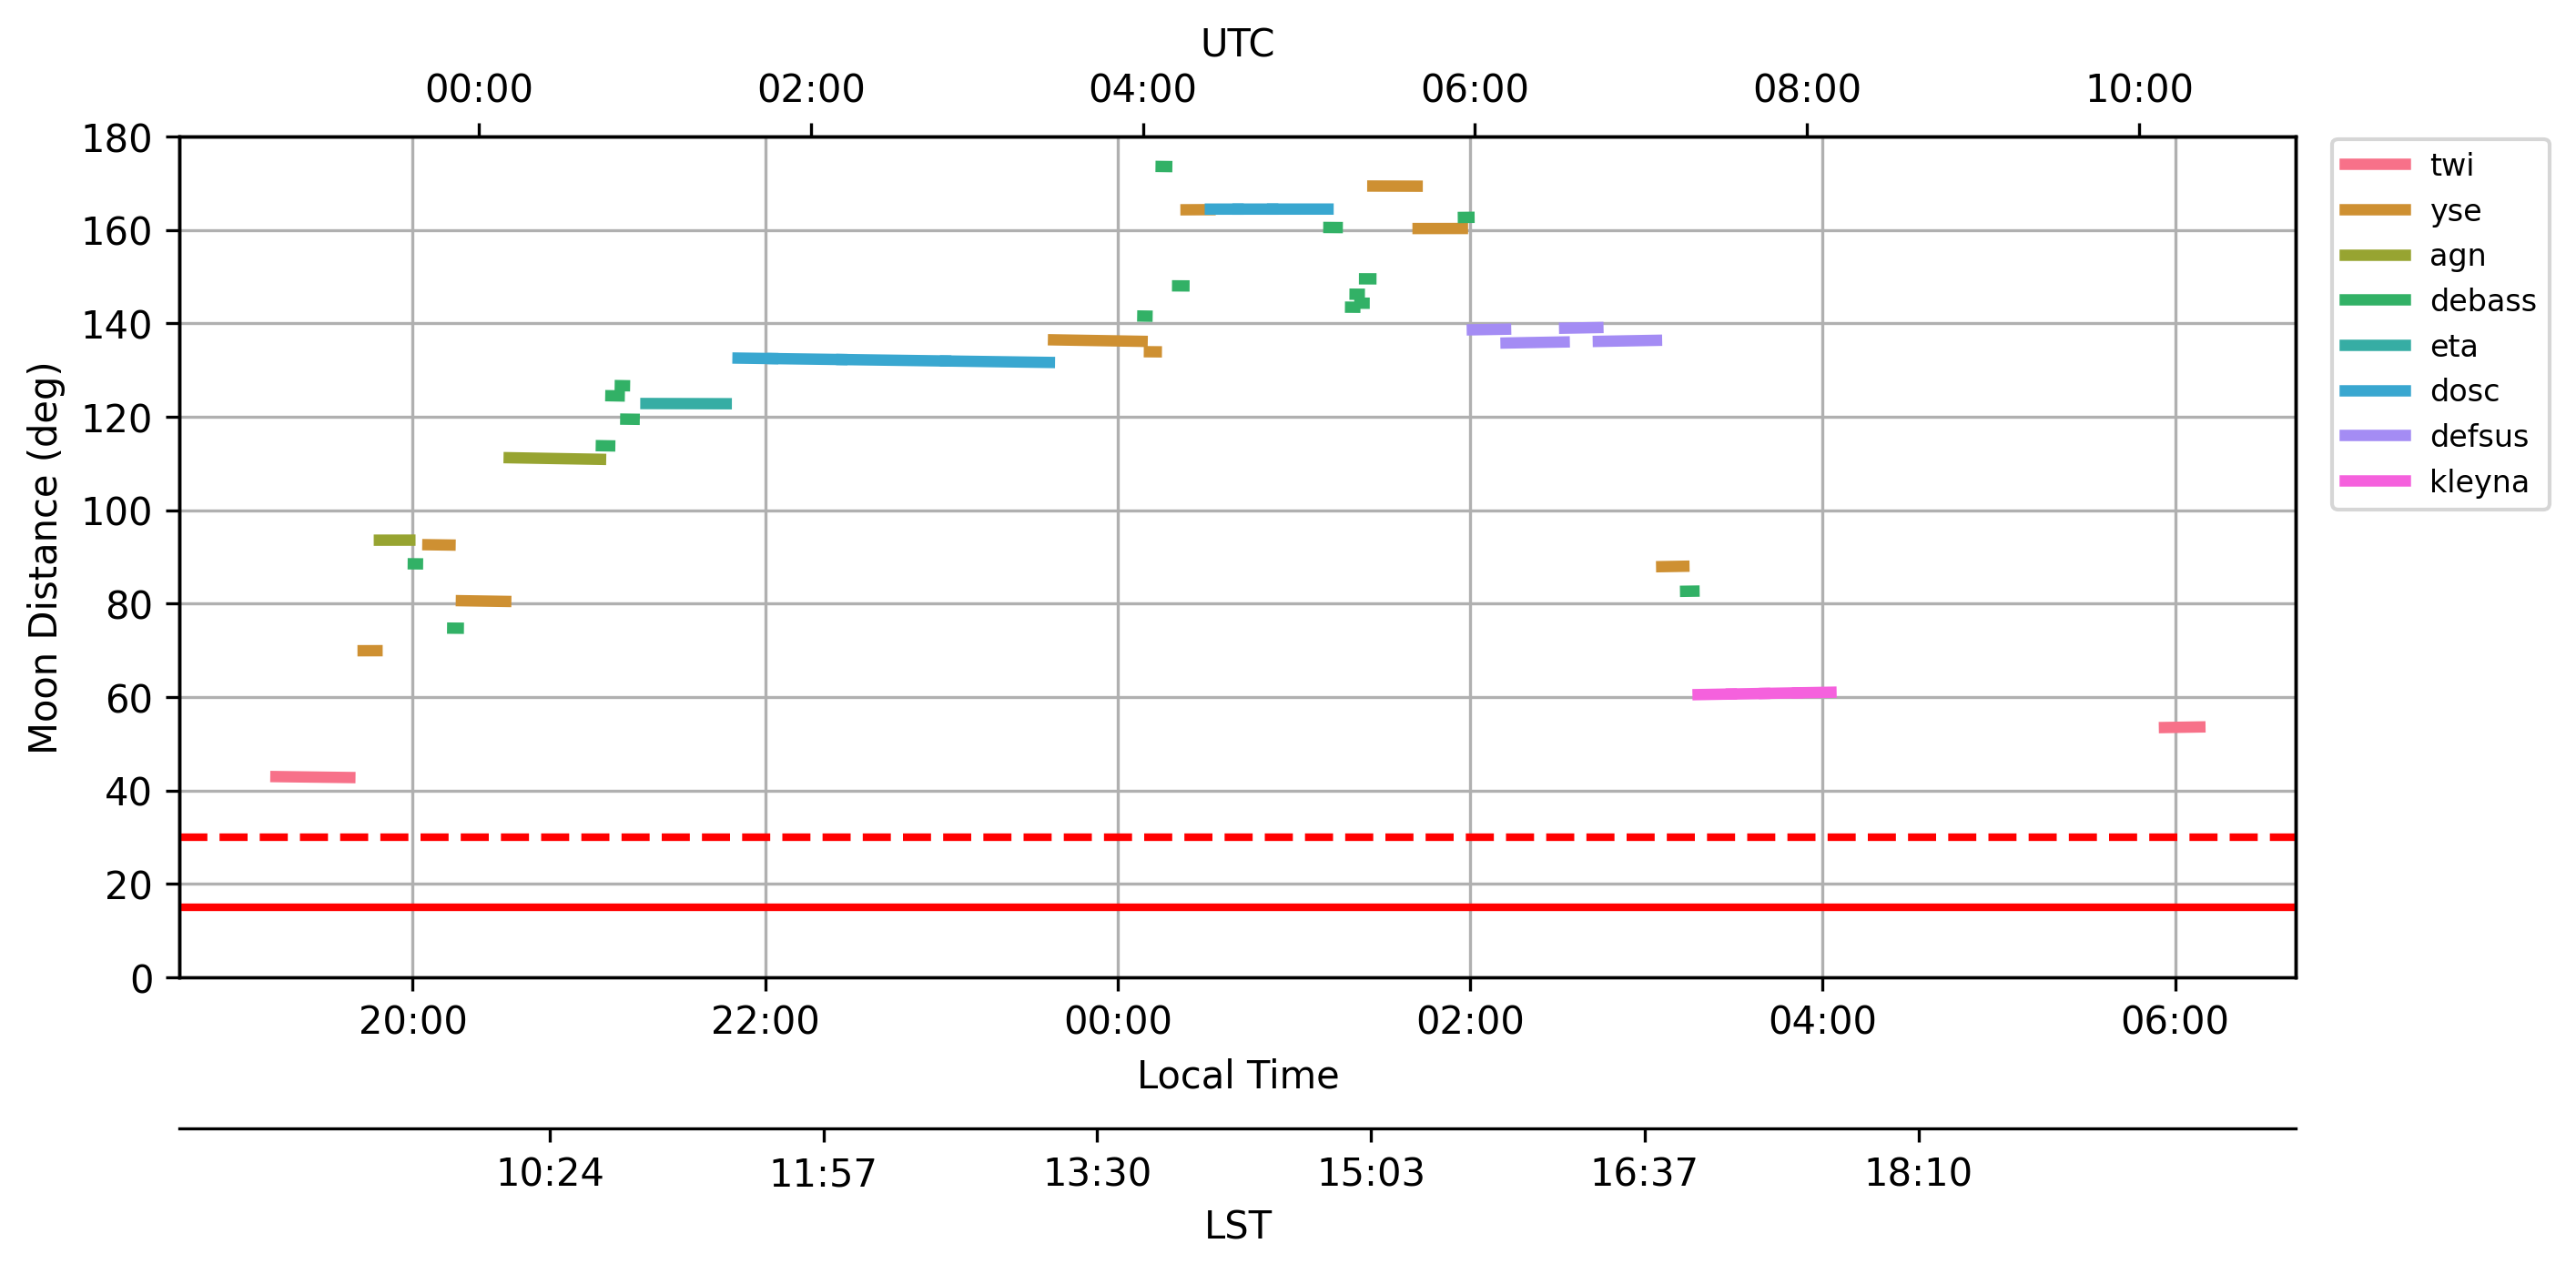 UTC
00:00 02:00 04:00 06:00 08:00 10:00
180
160
140
120
100
80
60
40
20
0
Moon Distance (deg)
twi
yse
agn
debass
eta
dosc
defsus
kleyna
20:00 22:00 00:00 02:00 04:00 06:00
Local Time
10:24 11:57 13:30 15:03 16:37 18:10
LST